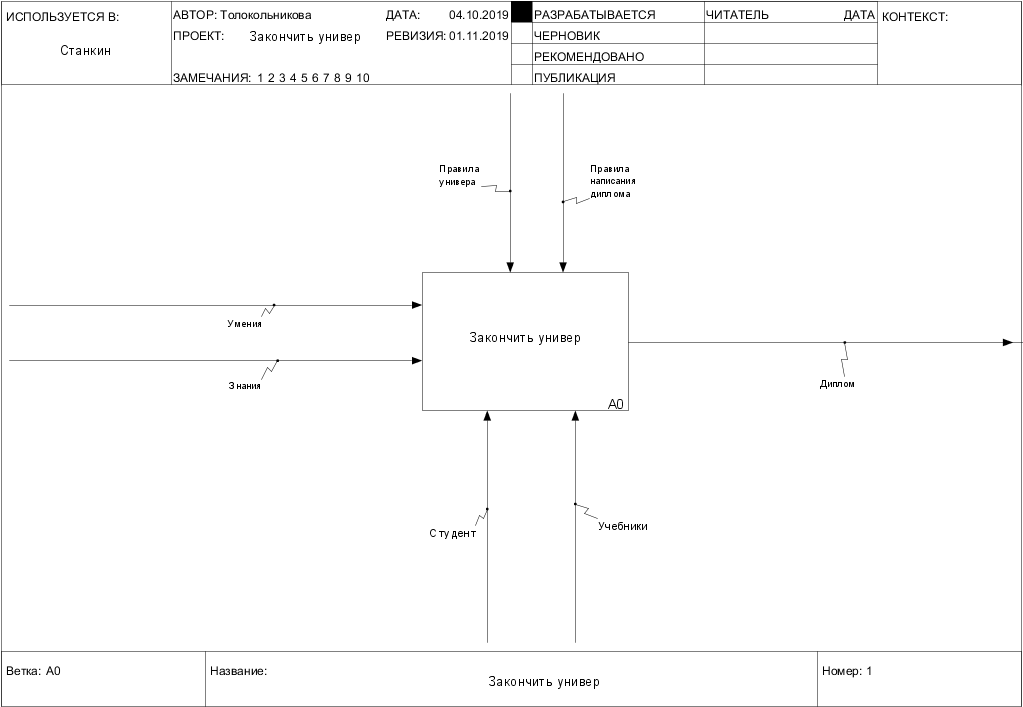 ИСПОЛЬЗУЕТСЯ В:
Станкин
АВТОР: Толокольникова
ДАТА: 04.10.2019
ПРОЕКТ: Закончить универ
РЕВИЗИЯ: 01.11.2019
ЗАМЕЧАНИЯ: 1 2 3 4 5 6 7 8 9 10
РАЗРАБАТЫВАЕТСЯ
ЧЕРНОВИК
РЕКОМЕНДОВАНО
ПУБЛИКАЦИЯ
ЧИТАТЕЛЬ ДАТА
КОНТЕКСТ:
Правила
универа
Правила
написания
диплома
Умения
Знания
Закончить универ
A0
Диплом
Студент
Учебники
Ветка: A0
Название:
Закончить универ
Номер: 1